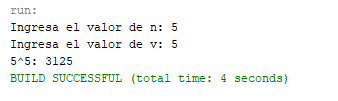 run:
Ingresa el valor de n: 5
Ingresa el valor de v: 5
5^5: 3125
BUILD SUCCESSFUL (total time: 4 seconds)